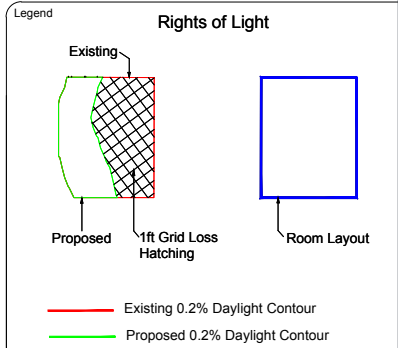 Legend
Rights of Light
Existing
Proposed
1ft Grid Loss
Hatching
Room Layout
Existing 0.2% Daylight Contour
Proposed 0.2% Daylight Contour